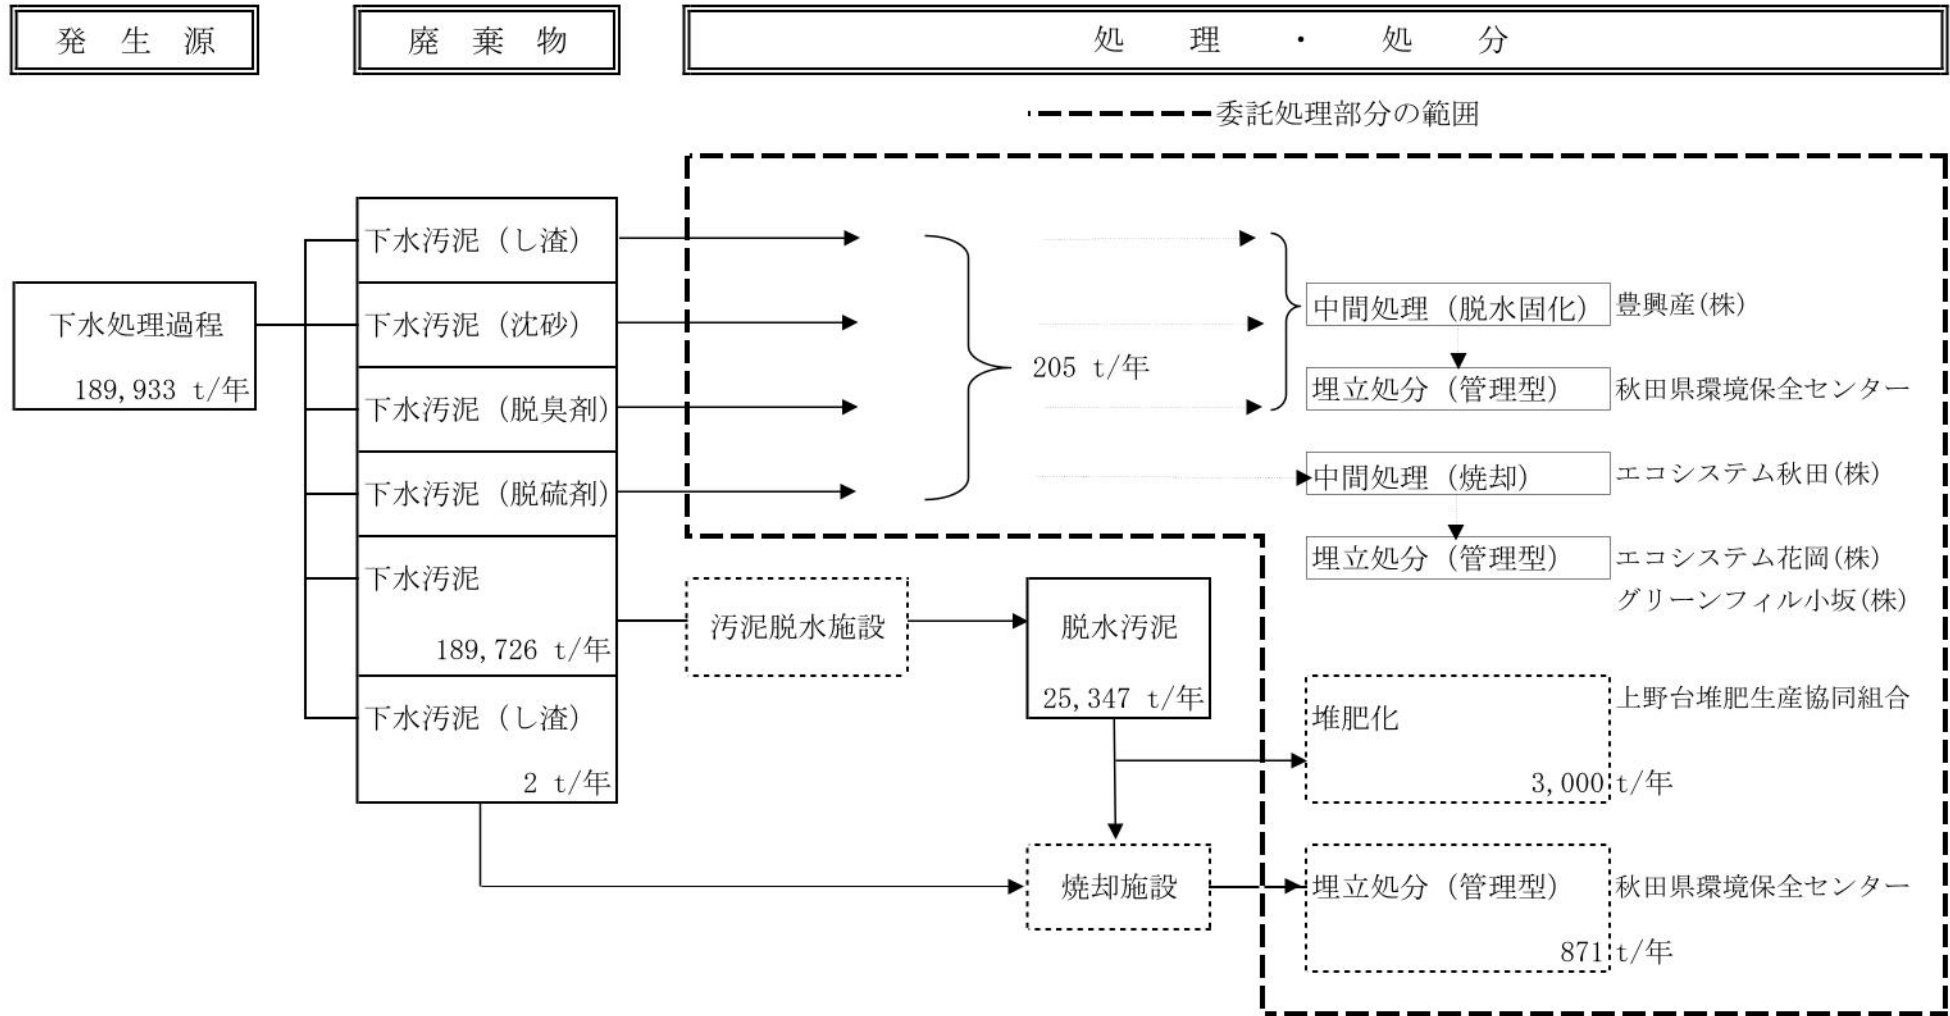 発生源
廃棄物
処理・処分
委託処理部分の範囲
下水処理過程
189,933 t/年
下水汚泥(し渣)
下水汚泥(沈砂)
下水汚泥(脱臭剤)
下水汚泥(脱硫剤)
下水汚泥
189,726 t/年
下水汚泥(し渣)
2 t/年
205 t/年
中間処理(脱水固化) 豊興産(株)
埋立処分(管理型) 秋田県環境保全センター
中間処理(焼却) エコシステム秋田(株)
埋立処分(管理型) エコシステム花岡(株)
グリーンフィル小坂(株)
汚泥脱水施設
脱水汚泥
25,347 t/年
堆肥化 上野台堆肥生産協同組合
3,000 t/年
焼却施設
埋立処分(管理型) 秋田県環境保全センター
871 t/年